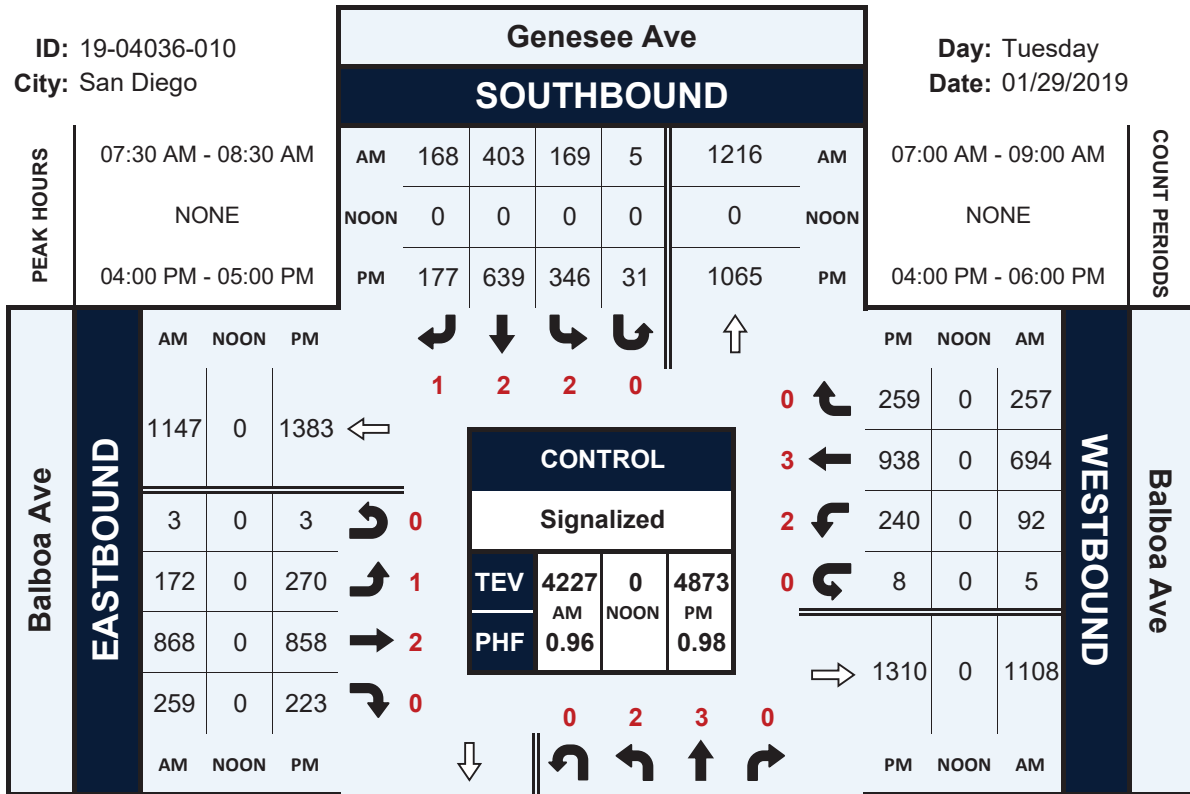 Genesee Ave
ID: 19-04036-010
City: San Diego
Day: Tuesday
Date: 01/29/2019
SOUTHBOUND
PEAK HOURS
07:30 AM - 08:30 AM
NONE
04:00 PM - 05:00 PM
AM 168 403 169 5 1216 AM
NOON 0 0 0 0 0 NOON
PM 177 639 346 31 1065 PM
07:00 AM - 09:00 AM
NONE
04:00 PM - 06:00 PM
COUNT PERIODS
1 2 2 0
Balboa Ave
EASTBOUND
AM NOON PM
1147 0 1383
3 0 3 0
172 0 270 1
868 0 858 2
259 0 223 0
AM NOON PM
CONTROL
Signalized
TEV 4227 0 4873
AM NOON PM
PHF 0.96 0.98
PM NOON AM
0 259 0 257
3 938 0 694
2 240 0 92
0 8 0 5
1310 0 1108
PM NOON AM
WESTBOUND
Balboa Ave
0 2 3 0